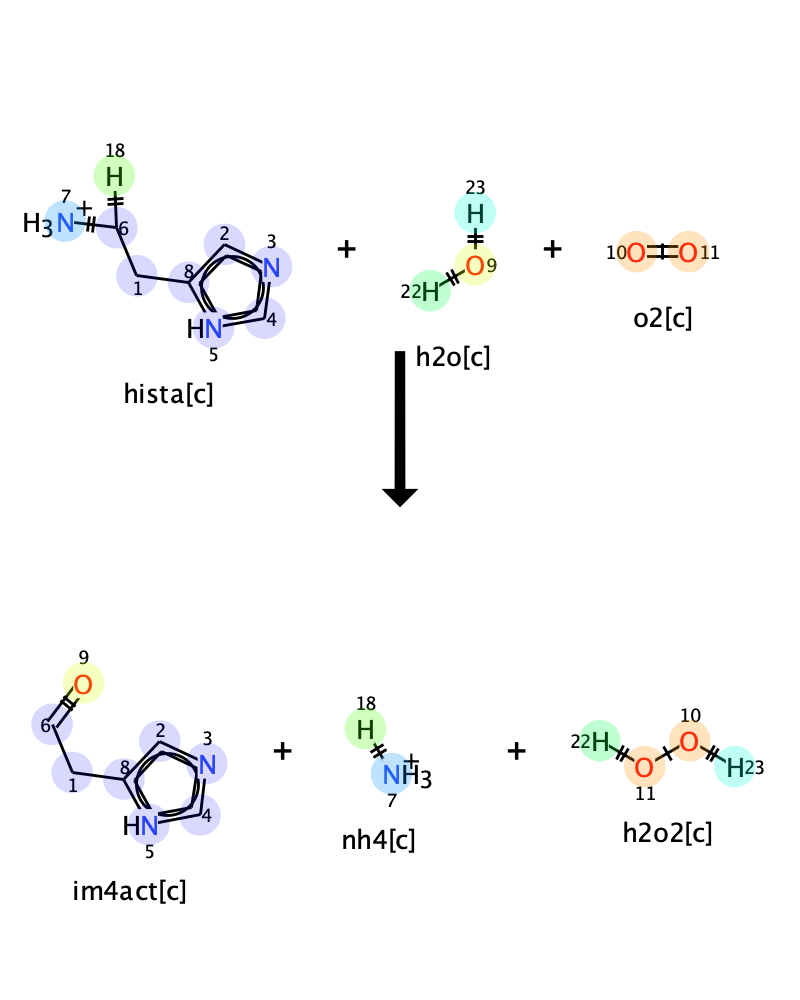 18
H
7
H3N+
6
23
H
2
3
N
+
+
8
O9
10O
O11
1
22H
4
HN
5
o2[c]
h2o[c]
hista[c]
9
O
18
6
H
10
2
3
22H
O
+
+
N
+
1
8
NH3
O
H23
7
11
4
HN
5
h2o2[c]
nh4[c]
im4act[c]